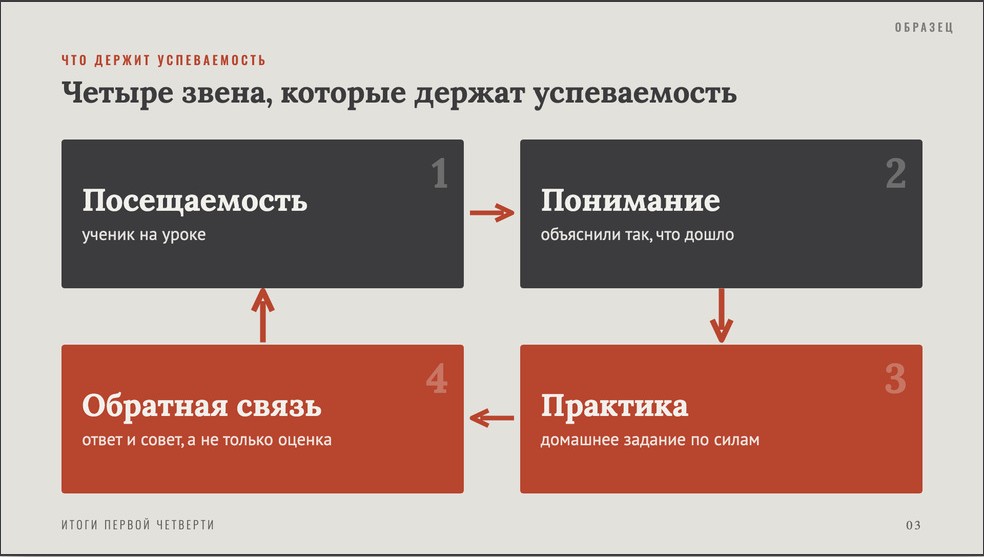 ОБРАЗЕЦ
ЧТО ДЕРЖИТ УСПЕВАЕМОСТЬ
Четыре звена, которые держат успеваемость
1
Посещаемость
ученик на уроке
2
Понимание
объяснили так, что дошло
4
Обратная связь
ответ и совет, а не только оценка
3
Практика
домашнее задание по силам
ИТОГИ ПЕРВОЙ ЧЕТВЕРТИ
03